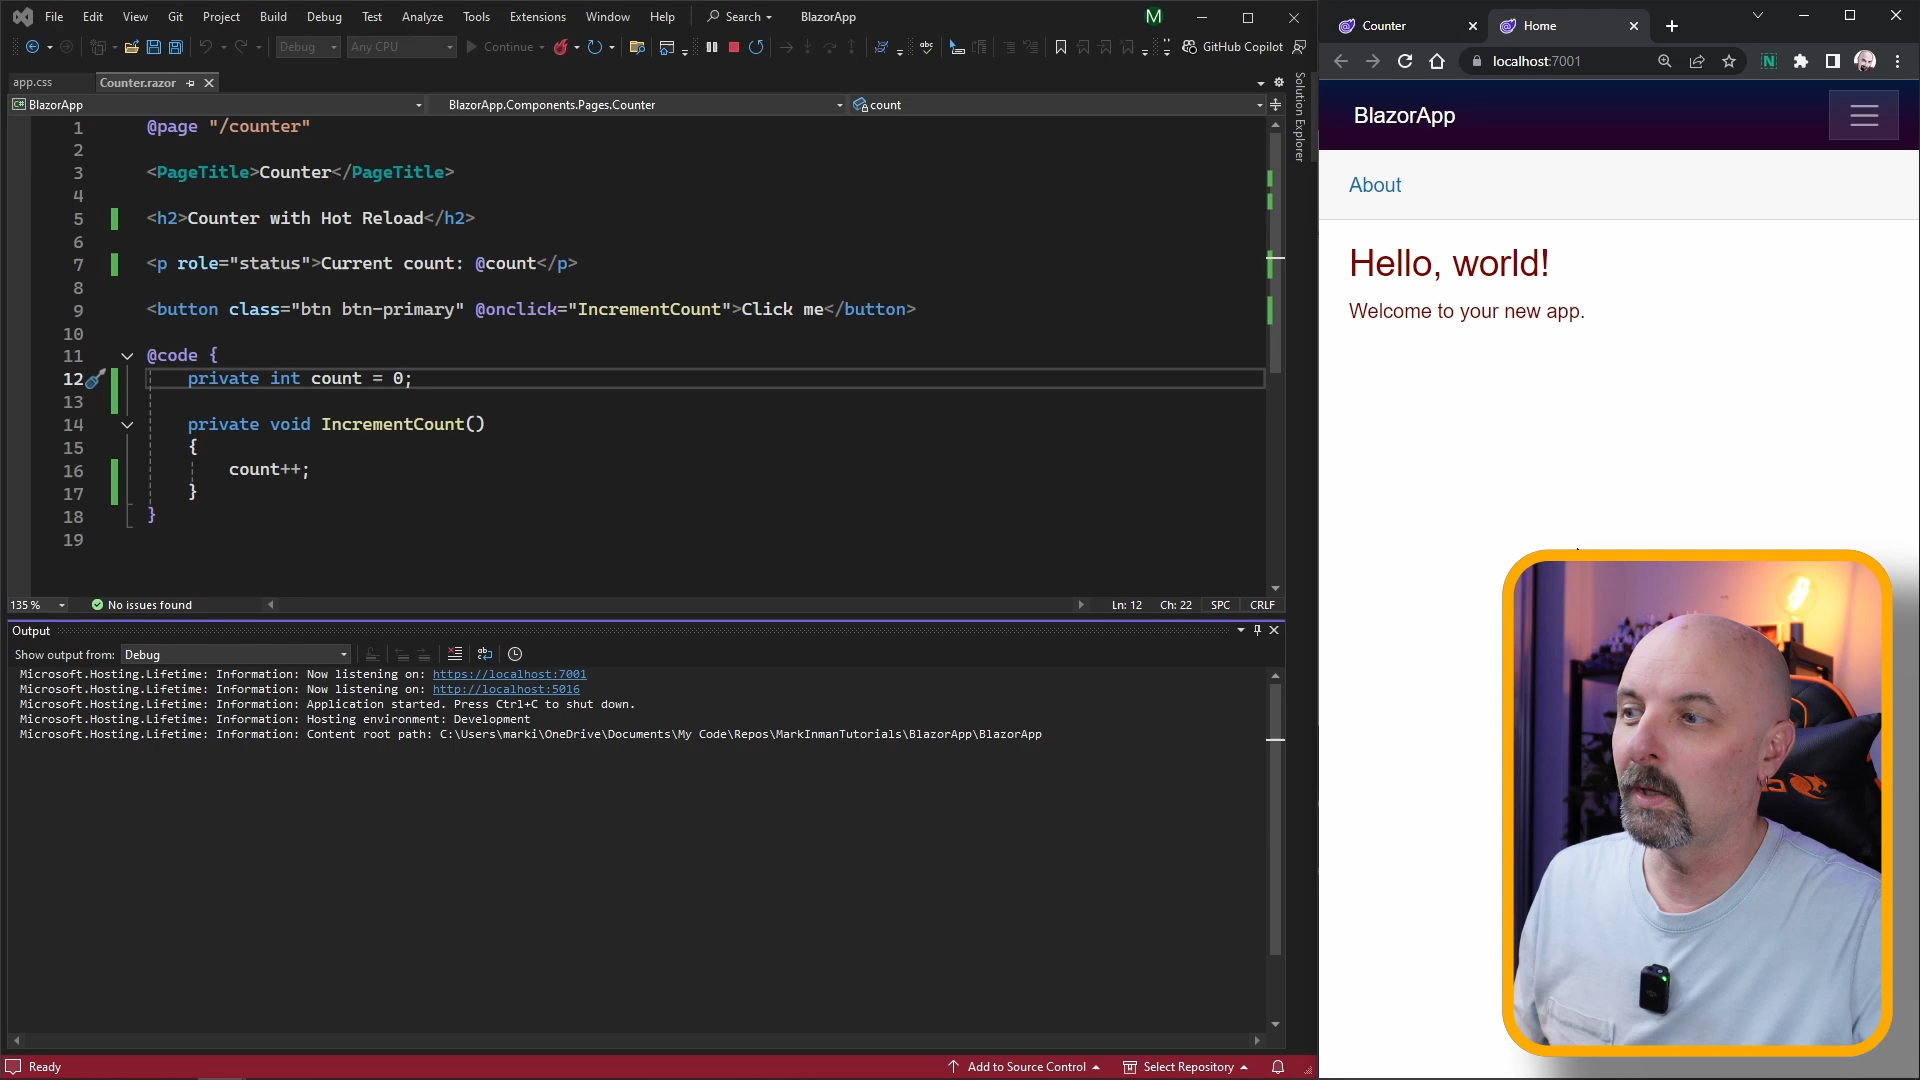 File Edit View Git Project Build Debug Test Analyze Tools Extensions Window Help Search BlazorApp M
Debug Any CPU Continue GitHub Copilot
app.css Counter.razor
BlazorApp BlazorApp.Components.Pages.Counter count
Solution Explorer
1 @page "/counter"
2
3 <PageTitle>Counter</PageTitle>
4
5 <h2>Counter with Hot Reload</h2>
6
7 <p role="status">Current count: @count</p>
8
9 <button class="btn btn-primary" @onclick="IncrementCount">Click me</button>
10
11 @code {
12 private int count = 0;
13
14 private void IncrementCount()
15 {
16 count++;
17 }
18 }
19
135 % No issues found Ln: 12 Ch: 22 SPC CRLF
Output
Show output from: Debug
Microsoft.Hosting.Lifetime: Information: Now listening on: https://localhost:7001
Microsoft.Hosting.Lifetime: Information: Now listening on: http://localhost:5016
Microsoft.Hosting.Lifetime: Information: Application started. Press Ctrl+C to shut down.
Microsoft.Hosting.Lifetime: Information: Hosting environment: Development
Microsoft.Hosting.Lifetime: Information: Content root path: C:\Users\marki\OneDrive\Documents\My Code\Repos\MarkInmanTutorials\BlazorApp\BlazorApp
Ready Add to Source Control Select Repository
Counter Home
localhost:7001
BlazorApp
About
Hello, world!
Welcome to your new app.